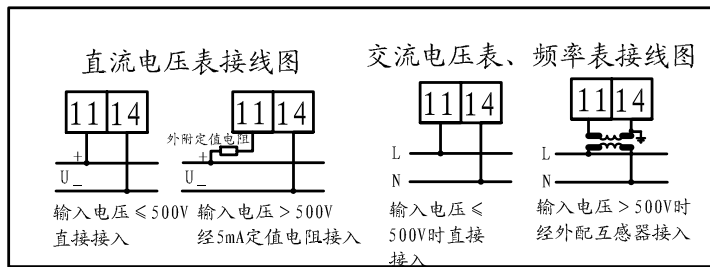 直流电压表接线图
交流电压表、频率表接线图
11 14
11 14
11 14
11 14
外附定值电阻
+
U
-
+
U
-
L
N
L
N
输入电压≤500V
直接接入
输入电压>500V
经5mA定值电阻接入
输入电压≤
500V时直接
接入
输入电压>500V时
经外配互感器接入